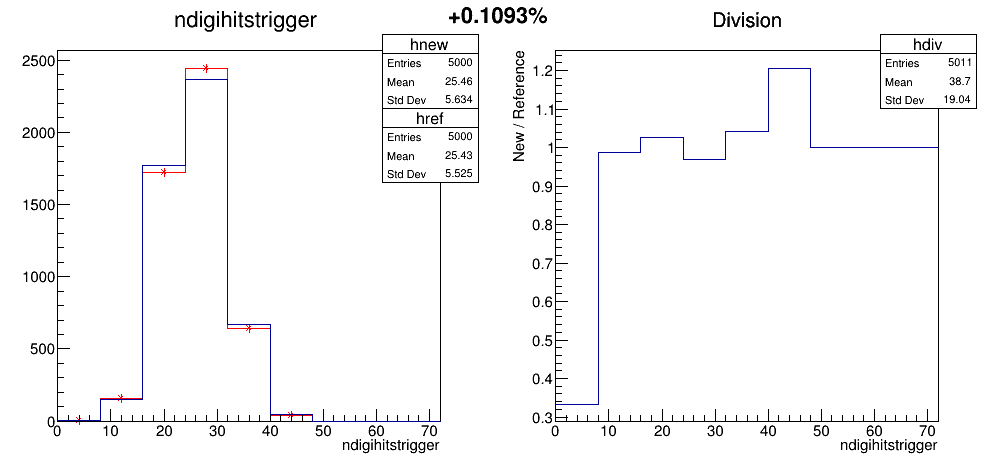 ndigihitstrigger
+0.1093%
hnew
Entries 5000
Mean 25.46
Std Dev 5.634
href
Entries 5000
Mean 25.43
Std Dev 5.525
2500
2000
1500
1000
500
0
0 10 20 30 40 50 60 70
ndigihitstrigger
Division
hdiv
Entries 5011
Mean 38.7
Std Dev 19.04
New / Reference
1.2
1.1
1
0.9
0.8
0.7
0.6
0.5
0.4
0.3
0 10 20 30 40 50 60 70
ndigihitstrigger